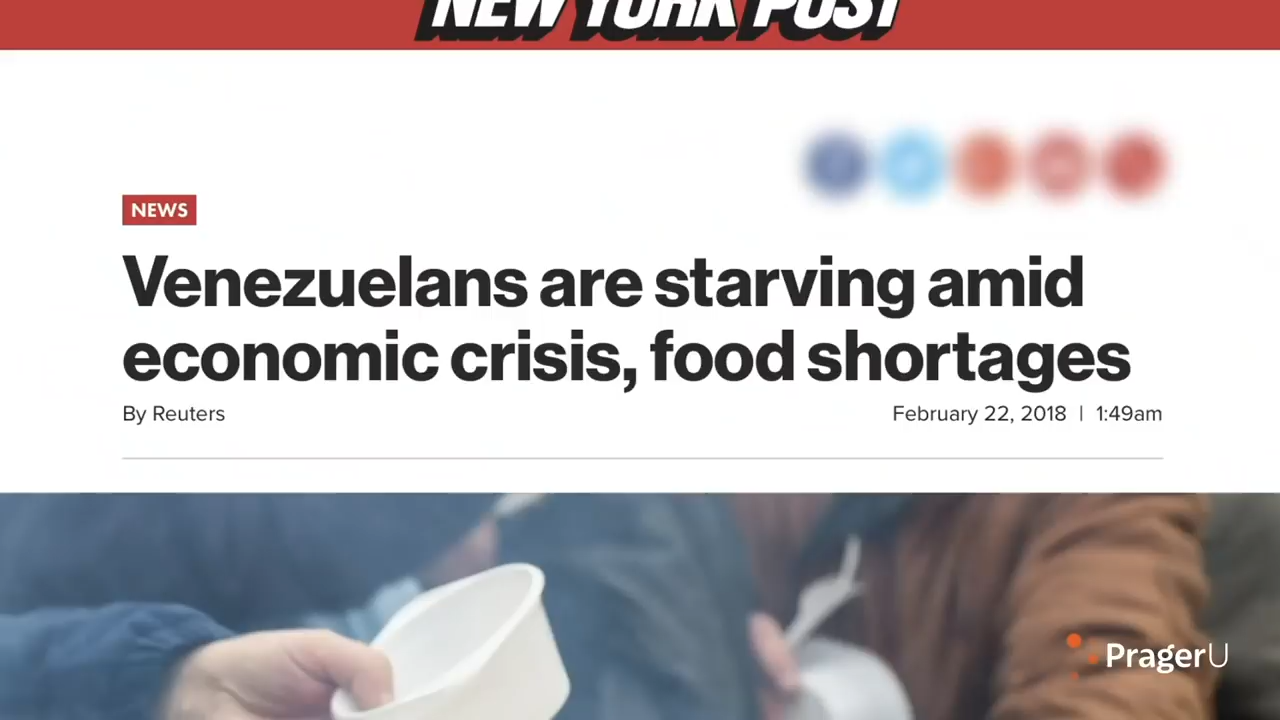 NEW YORK POST
NEWS
Venezuelans are starving amid
economic crisis, food shortages
By Reuters
February 22, 2018 | 1:49am
PragerU